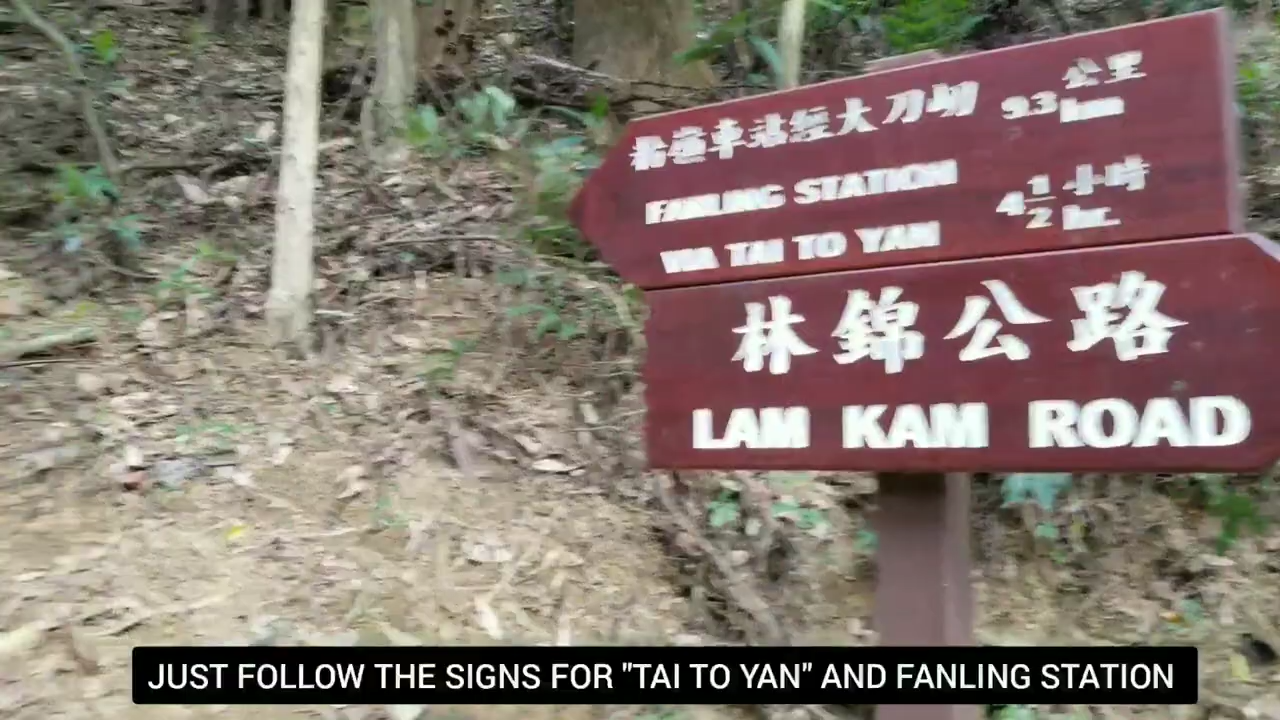 粉嶺車站經大刀屻 9.3 公里 km
FANLING STATION
VIA TAI TO YAN 4 1/2 小時 hr.
林錦公路
LAM KAM ROAD
JUST FOLLOW THE SIGNS FOR "TAI TO YAN" AND FANLING STATION